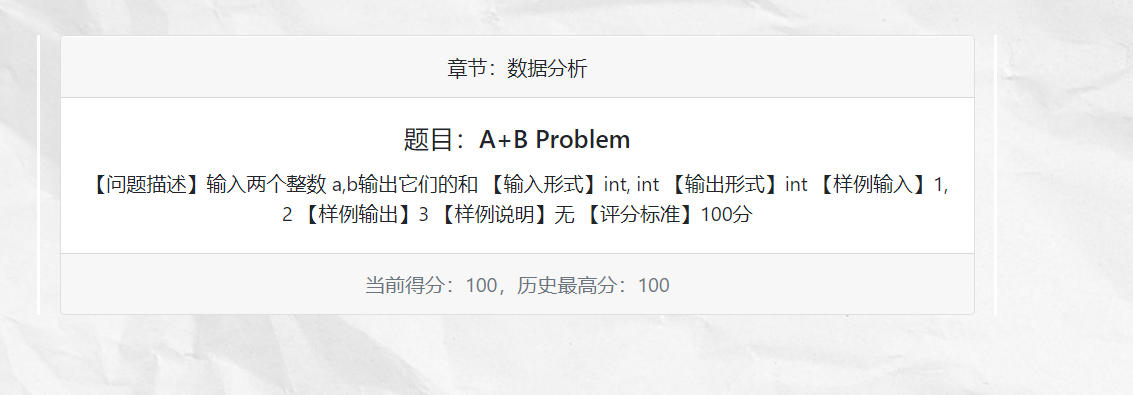 章节：数据分析
题目：A+B Problem
【问题描述】输入两个整数 a,b输出它们的和 【输入形式】int, int 【输出形式】int 【样例输入】1,
2 【样例输出】3 【样例说明】无 【评分标准】100分
当前得分：100，历史最高分：100